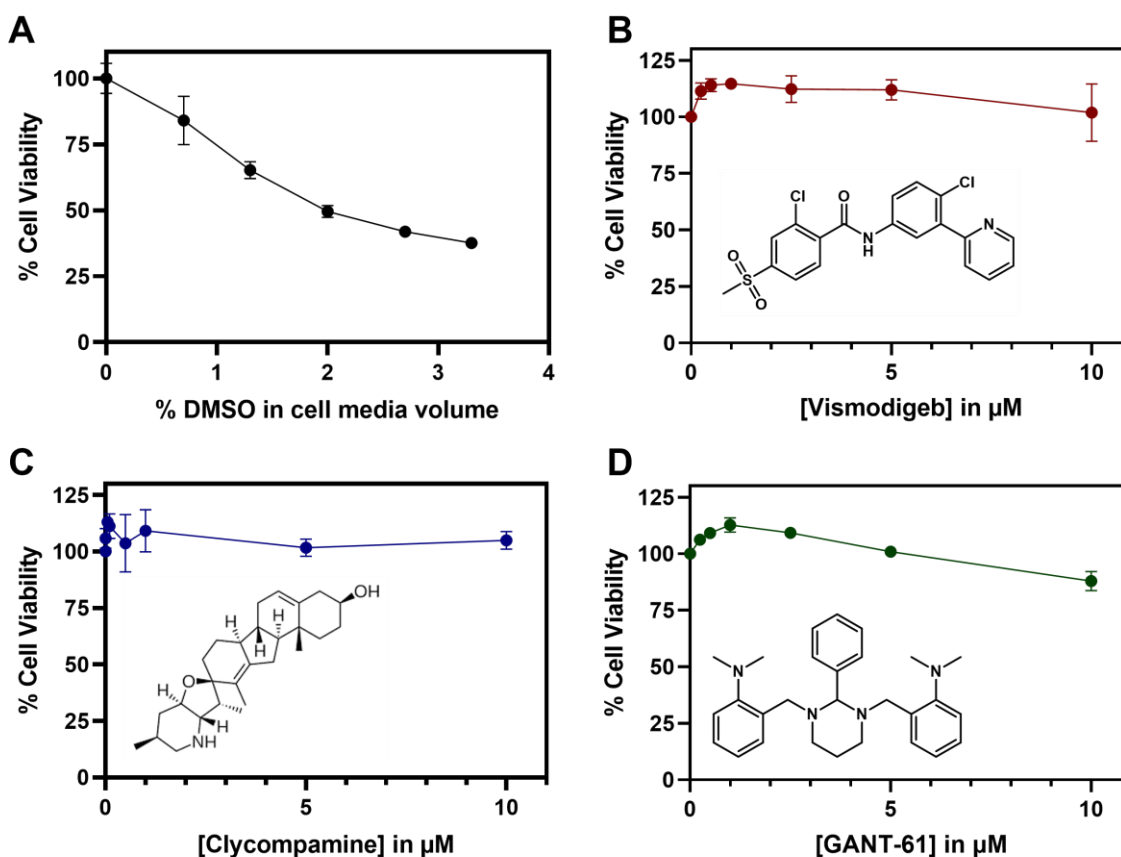 A
% Cell Viability
100
75
50
25
0
0 1 2 3 4
% DMSO in cell media volume
B
% Cell Viability
125
100
75
50
25
0
Cl
O
Cl
N
H
N
O
S
O
0 5 10
[Vismodigeb] in µM
C
% Cell Viability
125
100
75
50
25
0
OH
H
H
H
H
O
H
H
NH
0 5 10
[Clycompamine] in µM
D
% Cell Viability
125
100
75
50
25
0
N
N
N
N
0 5 10
[GANT-61] in µM